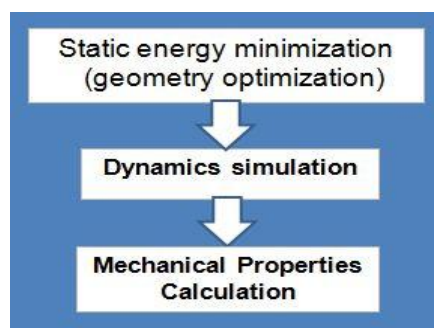 Static energy minimization
(geometry optimization)
Dynamics simulation
Mechanical Properties
Calculation